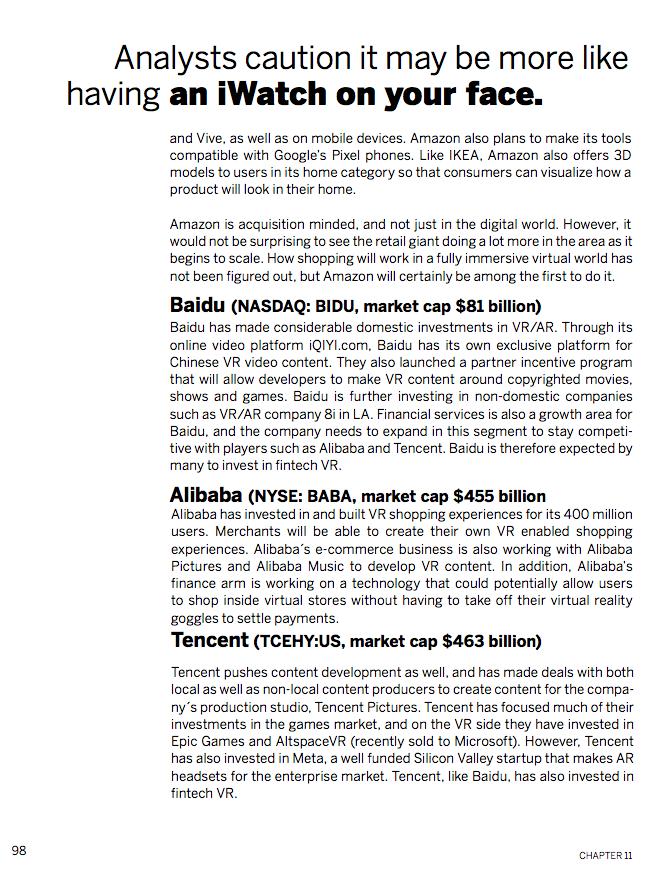 Analysts caution it may be more like
having an iWatch on your face.
and Vive, as well as on mobile devices. Amazon also plans to make its tools
compatible with Google's Pixel phones. Like IKEA, Amazon also offers 3D
models to users in its home category so that consumers can visualize how a
product will look in their home.
Amazon is acquisition minded, and not just in the digital world. However, it
would not be surprising to see the retail giant doing a lot more in the area as it
begins to scale. How shopping will work in a fully immersive virtual world has
not been figured out, but Amazon will certainly be among the first to do it.
Baidu (NASDAQ: BIDU, market cap $81 billion)
Baidu has made considerable domestic investments in VR/AR. Through its
online video platform iQIYI.com, Baidu has its own exclusive platform for
Chinese VR video content. They also launched a partner incentive program
that will allow developers to make VR content around copyrighted movies,
shows and games. Baidu is further investing in non-domestic companies
such as VR/AR company 8i in LA. Financial services is also a growth area for
Baidu, and the company needs to expand in this segment to stay competi-
tive with players such as Alibaba and Tencent. Baidu is therefore expected by
many to invest in fintech VR.
Alibaba (NYSE: BABA, market cap $455 billion
Alibaba has invested in and built VR shopping experiences for its 400 million
users. Merchants will be able to create their own VR enabled shopping
experiences. Alibaba´s e-commerce business is also working with Alibaba
Pictures and Alibaba Music to develop VR content. In addition, Alibaba's
finance arm is working on a technology that could potentially allow users
to shop inside virtual stores without having to take off their virtual reality
goggles to settle payments.
Tencent (TCEHY:US, market cap $463 billion)
Tencent pushes content development as well, and has made deals with both
local as well as non-local content producers to create content for the compa-
ny´s production studio, Tencent Pictures. Tencent has focused much of their
investments in the games market, and on the VR side they have invested in
Epic Games and AltspaceVR (recently sold to Microsoft). However, Tencent
has also invested in Meta, a well funded Silicon Valley startup that makes AR
headsets for the enterprise market. Tencent, like Baidu, has also invested in
fintech VR.
98
CHAPTER 11